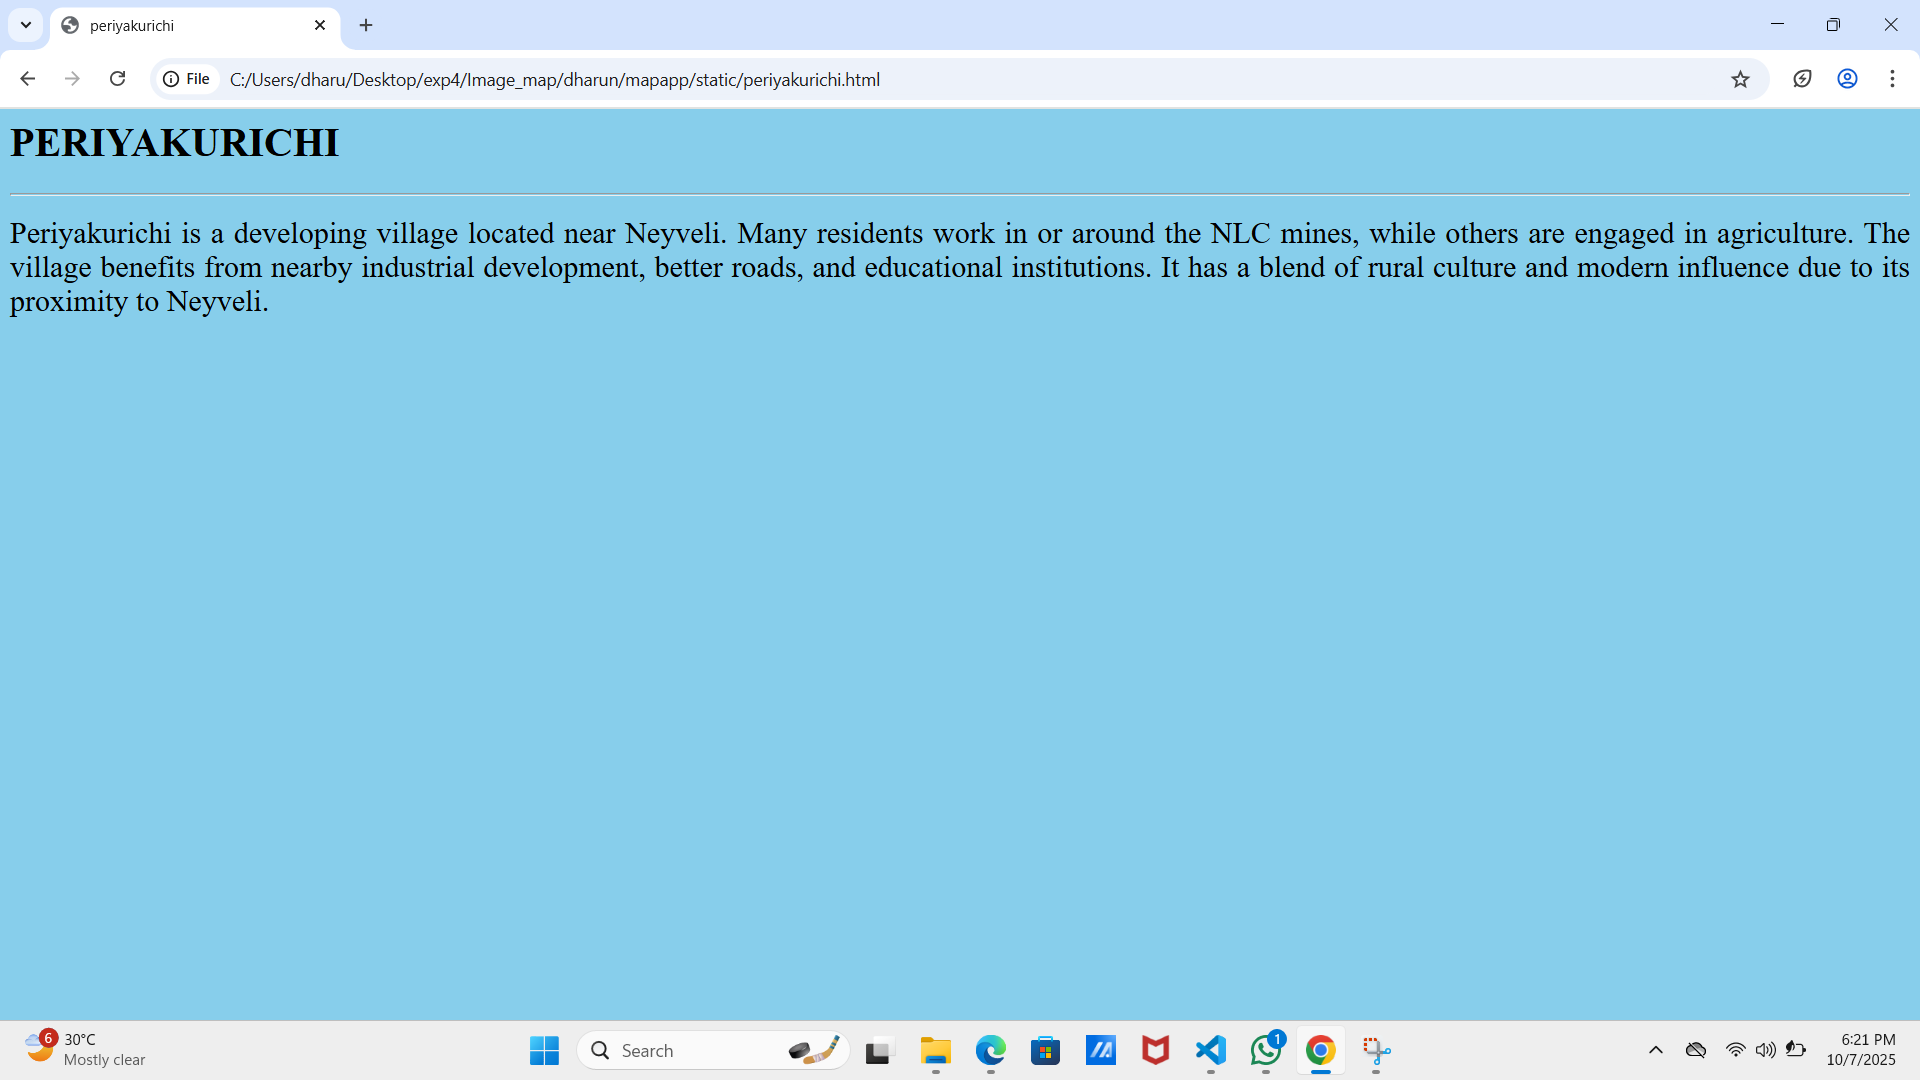 periyakurichi
File
C:/Users/dharu/Desktop/exp4/Image_map/dharun/mapapp/static/periyakurichi.html
PERIYAKURICHI
Periyakurichi is a developing village located near Neyveli. Many residents work in or around the NLC mines, while others are engaged in agriculture. The
village benefits from nearby industrial development, better roads, and educational institutions. It has a blend of rural culture and modern influence due to its
proximity to Neyveli.
6
30°C
Mostly clear
Search
1
6:21 PM
10/7/2025